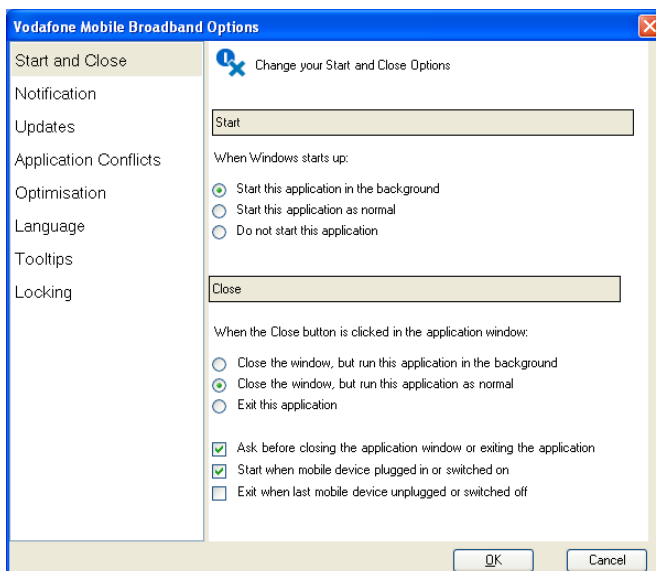 Vodafone Mobile Broadband Options
Start and Close
Notification
Updates
Application Conflicts
Optimisation
Language
Tooltips
Locking
Change your Start and Close Options
Start
When Windows starts up:
Start this application in the background
Start this application as normal
Do not start this application
Close
When the Close button is clicked in the application window:
Close the window, but run this application in the background
Close the window, but run this application as normal
Exit this application
Ask before closing the application window or exiting the application
Start when mobile device plugged in or switched on
Exit when last mobile device unplugged or switched off
OK
Cancel